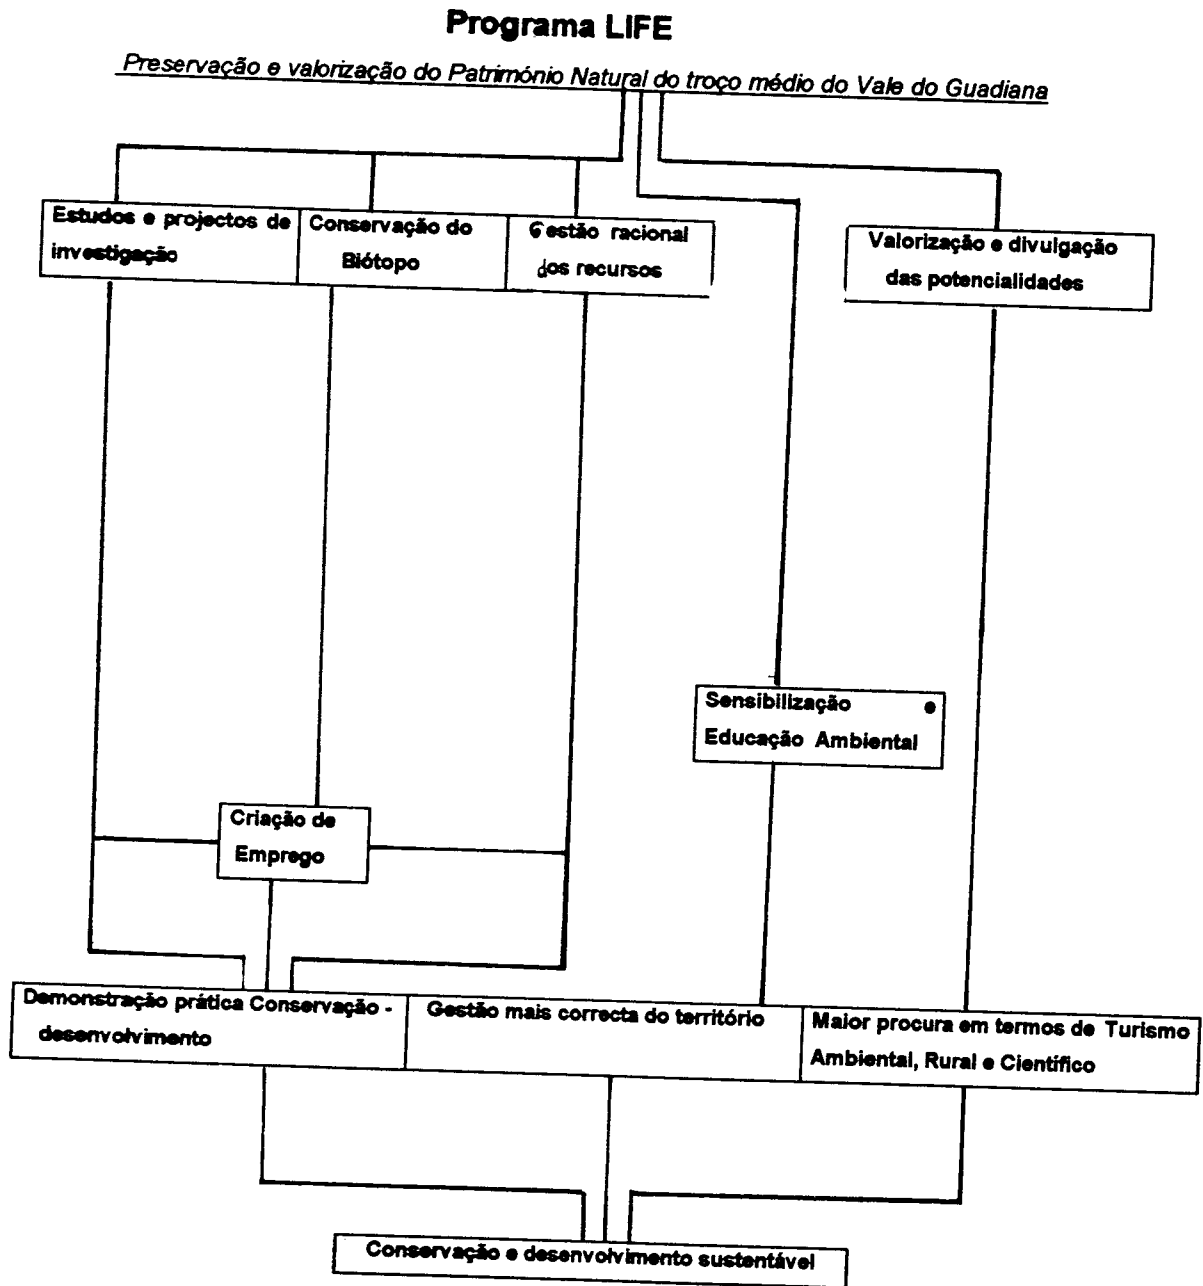 Programa LIFE
Preservação e valorização do Património Natural do troço médio do Vale do Guadiana
Estudos e projectos de
investigação
Conservação do
Biótopo
Gestão racional
dos recursos
Valorização e divulgação
das potencialidades
Sensibilização e
Educação Ambiental
Criação de
Emprego
Demonstração prática Conservação -
desenvolvimento
Gestão mais correcta do território
Maior procura em termos de Turismo
Ambiental, Rural e Científico
Conservação e desenvolvimento sustentável